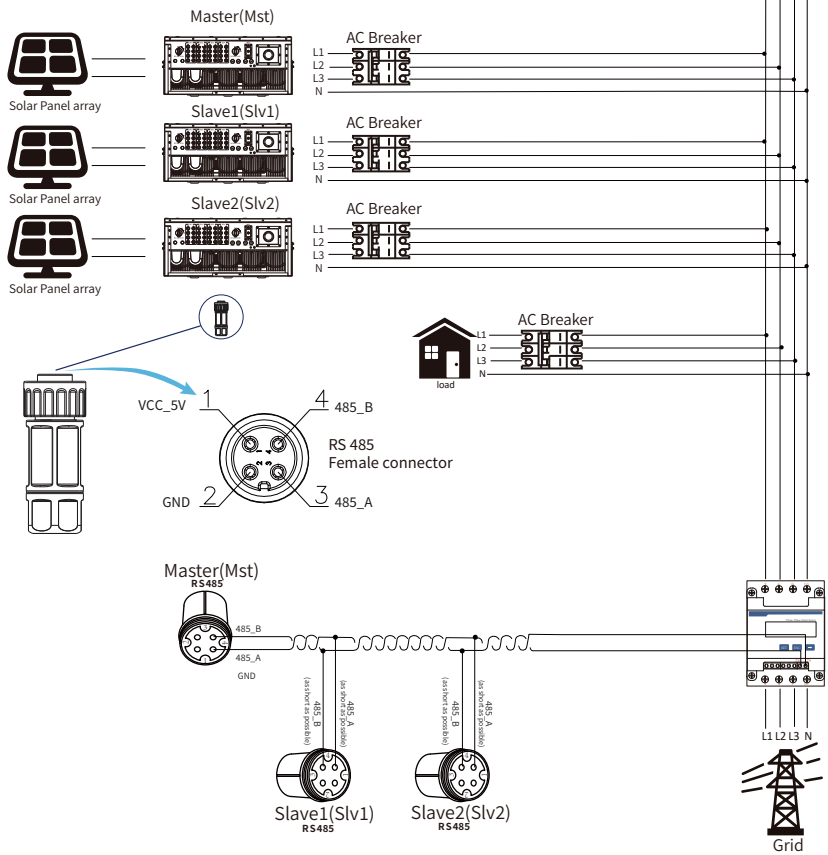 Master(Mst)
AC Breaker
L1
L2
L3
N
Solar Panel array
Slave1(Slv1)
AC Breaker
L1
L2
L3
N
Solar Panel array
Slave2(Slv2)
AC Breaker
L1
L2
L3
N
Solar Panel array
AC Breaker
L1
L2
L3
N
load
VCC_5V 1
4 485_B
RS 485
Female connector
GND 2
3 485_A
1 4
2 3
Master(Mst)
RS485
485_B
485_A
GND
485_B
(as short as possible)
485_A
(as short as possible)
485_B
(as short as possible)
485_A
(as short as possible)
Slave1(Slv1)
RS485
Slave2(Slv2)
RS485
L1 L2 L3 N
Grid